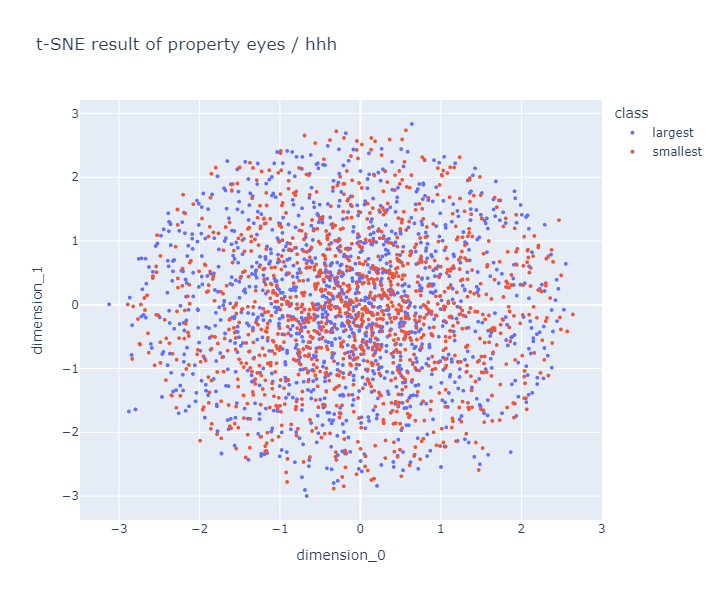 t-SNE result of property eyes / hhh
class
largest
smallest
3
2
1
0
−1
−2
−3
dimension_1
−3
−2
−1
0
1
2
3
dimension_0